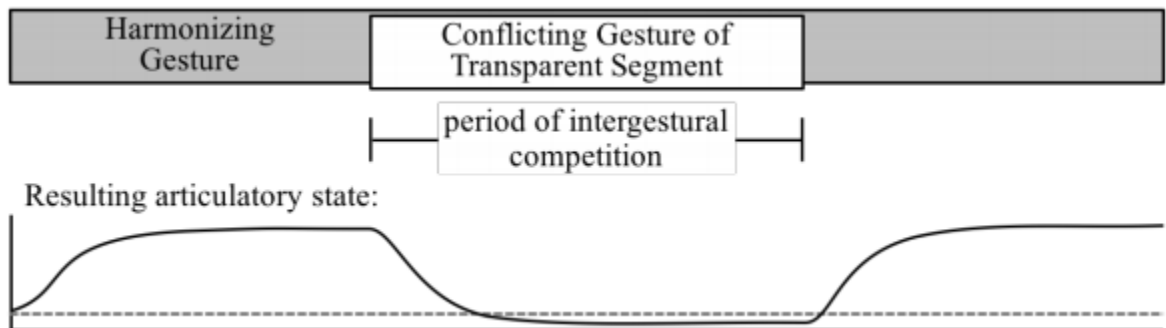 Harmonizing
Gesture
Conflicting Gesture of
Transparent Segment
period of intergestural
competition
Resulting articulatory state: